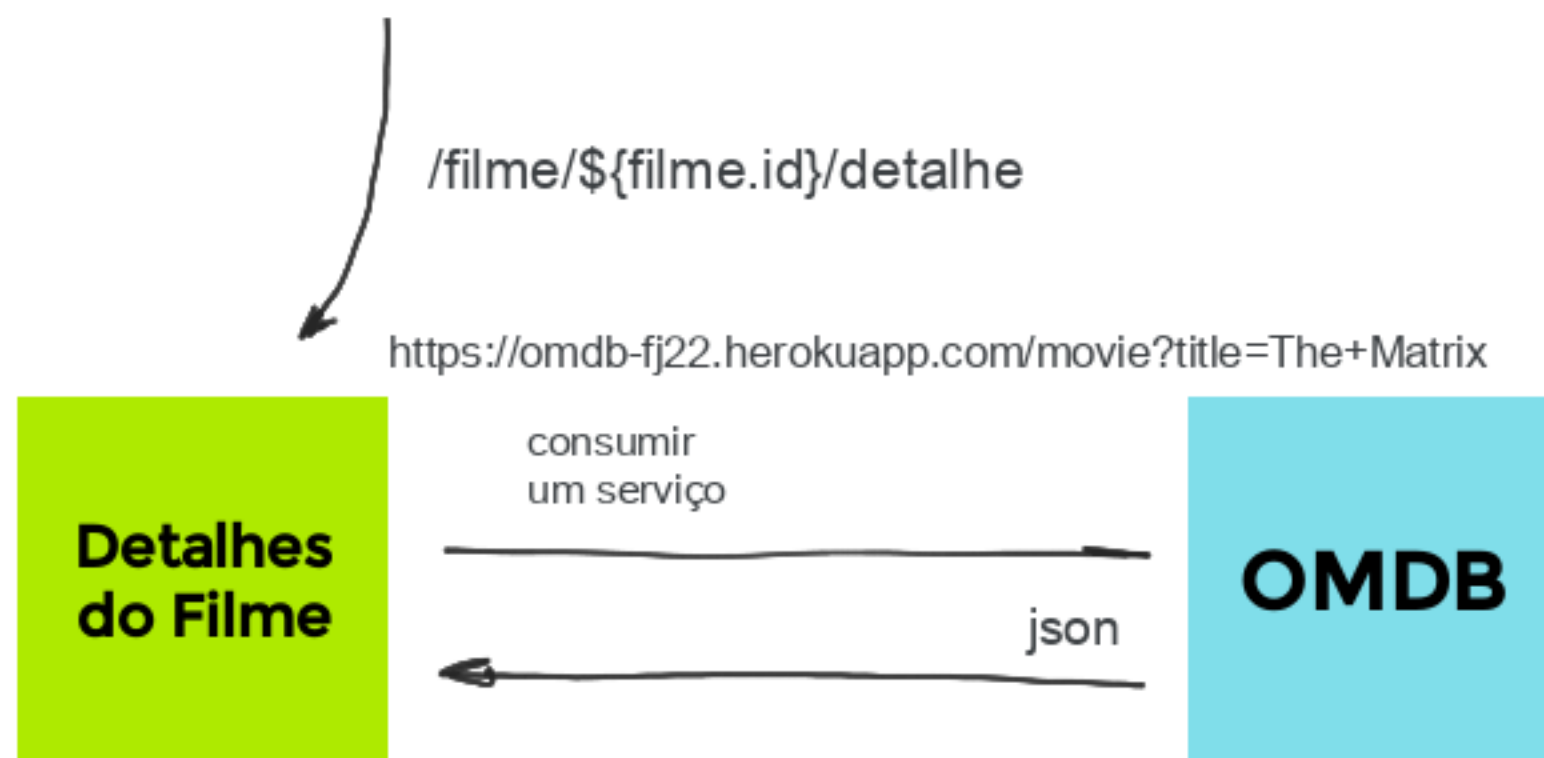 /filme/${filme.id}/detalhe
https://omdb-fj22.herokuapp.com/movie?title=The+Matrix
consumir
um serviço
Detalhes
do Filme
OMDB
json